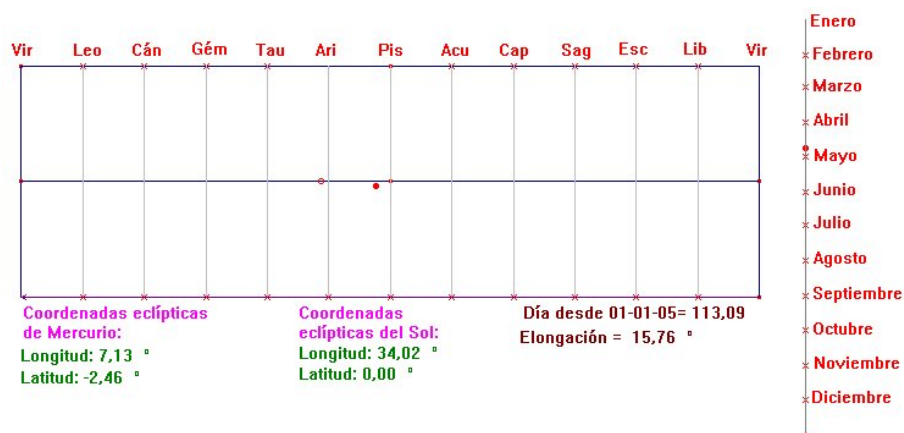 Vir Leo Cán Gém Tau Ari Pis Acu Cap Sag Esc Lib Vir
Enero
Febrero
Marzo
Abril
Mayo
Junio
Julio
Agosto
Septiembre
Octubre
Noviembre
Diciembre
Coordenadas eclípticas
de Mercurio:
Longitud: 7,13 °
Latitud: -2,46 °
Coordenadas
eclípticas del Sol:
Longitud: 34,02 °
Latitud: 0,00 °
Día desde 01-01-05= 113,09
Elongación = 15,76 °